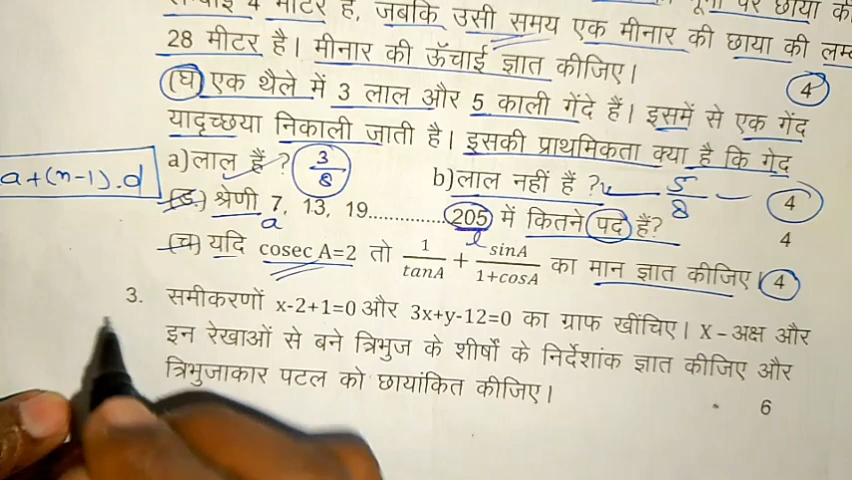 4 मीटर है, जबकि उसी समय एक मीनार की छाया की
28 मीटर है। मीनार की ऊँचाई ज्ञात कीजिए।
4
(घ) एक थैले में 3 लाल और 5 काली गेंदे हैं। इसमें से एक गेंद
यादृच्छया निकाली जाती है। इसकी प्राथमिकता क्या है कि गेद
a)लाल हैं ? 3/8 b)लाल नहीं हैं ? 5/8 4
a+(n-1).d
(ड.) श्रेणी 7, 13, 19...............205 में कितने पद हैं? 4
a l
(च) यदि cosec A=2 तो 1/tanA + sinA/1+cosA का मान ज्ञात कीजिए। 4
3. समीकरणों x-2+1=0 और 3x+y-12=0 का ग्राफ खींचिए। X-अक्ष और
इन रेखाओं से बने त्रिभुज के शीर्षो के निर्देशांक ज्ञात कीजिए और
त्रिभुजाकार पटल को छायांकित कीजिए।
6